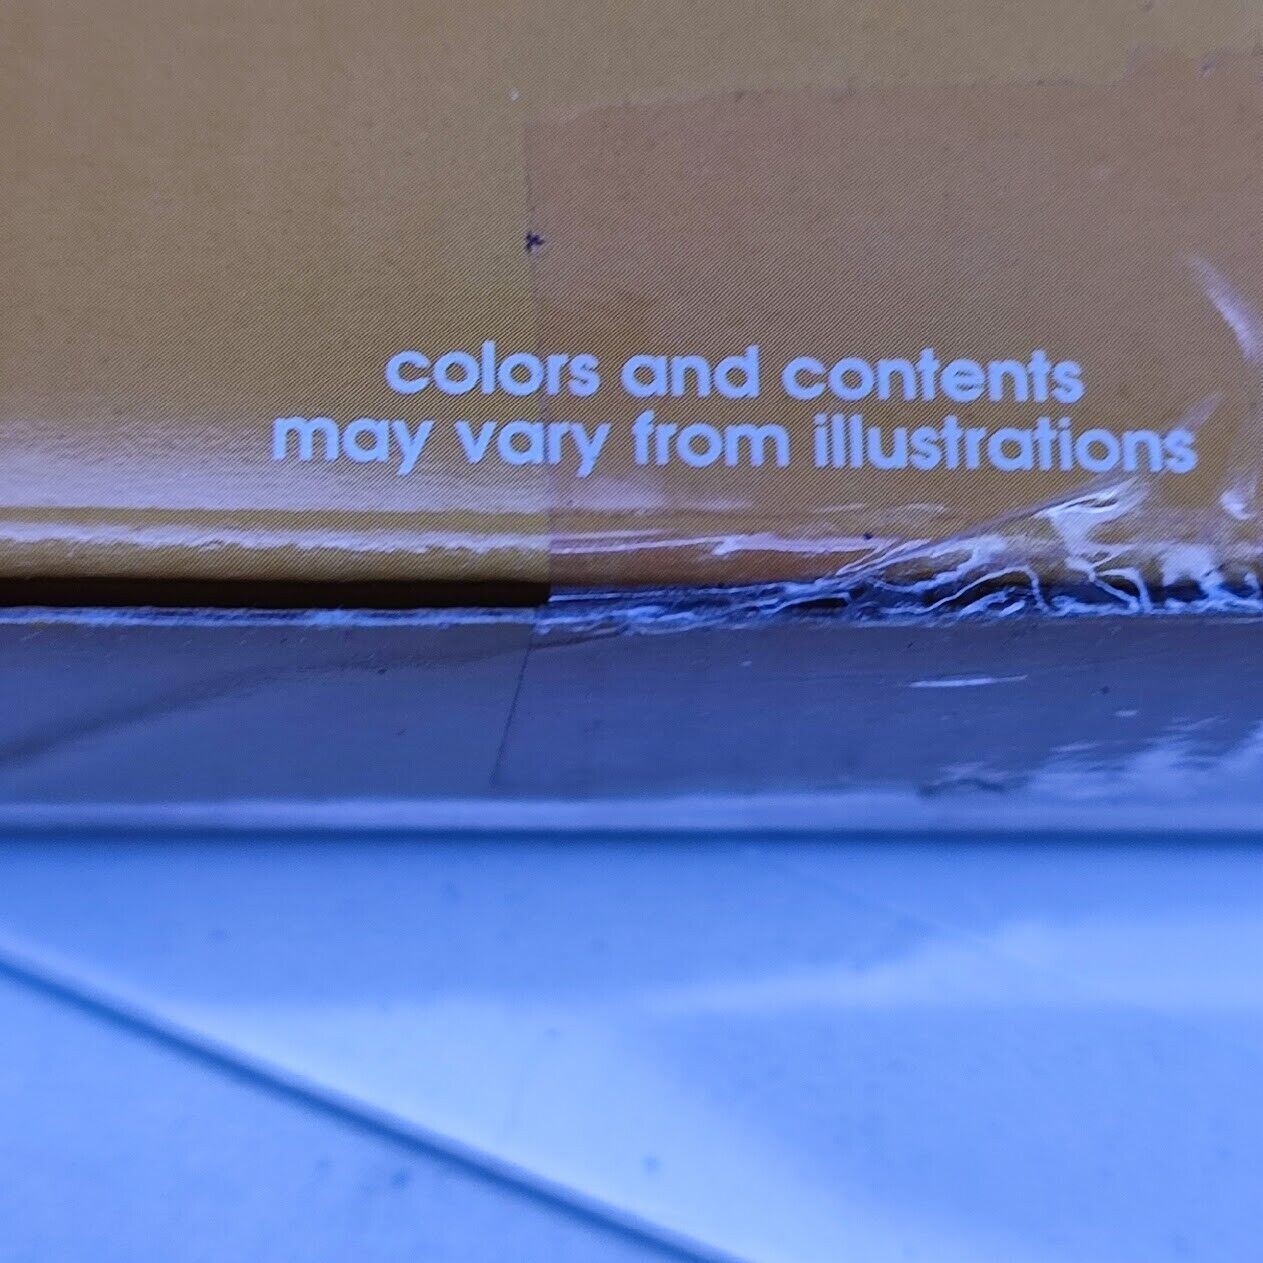 colors and contents
may vary from illustrations